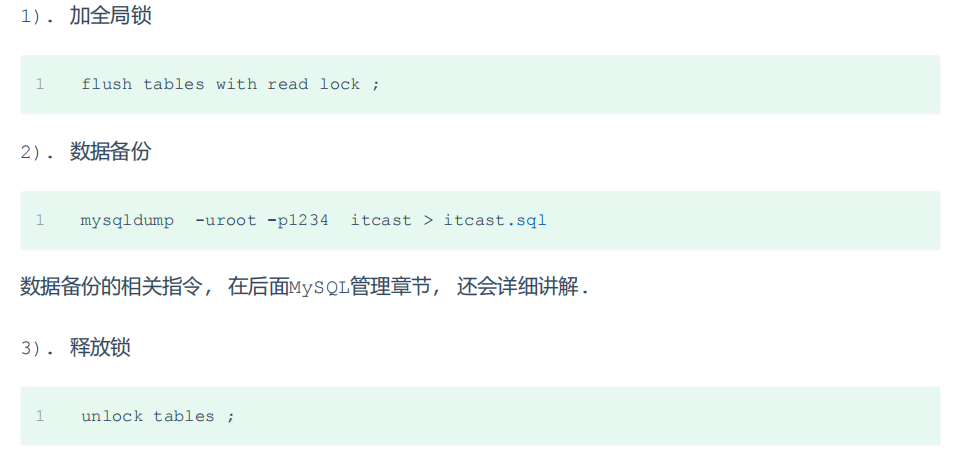 1). 加全局锁
1 flush tables with read lock ;
2). 数据备份
1 mysqldump  -uroot -p1234  itcast > itcast.sql
数据备份的相关指令, 在后面MySQL管理章节, 还会详细讲解.
3). 释放锁
1 unlock tables ;